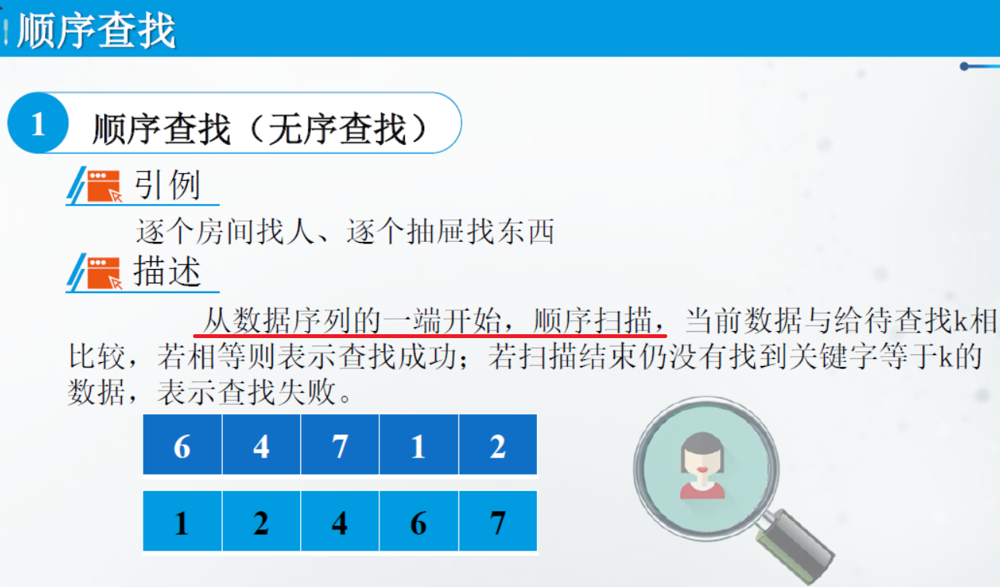 顺序查找
1
顺序查找（无序查找）
引例
逐个房间找人、逐个抽屉找东西
描述
从数据序列的一端开始，顺序扫描，当前数据与给待查找k相
比较，若相等则表示查找成功；若扫描结束仍没有找到关键字等于k的
数据，表示查找失败。
6 4 7 1 2
1 2 4 6 7